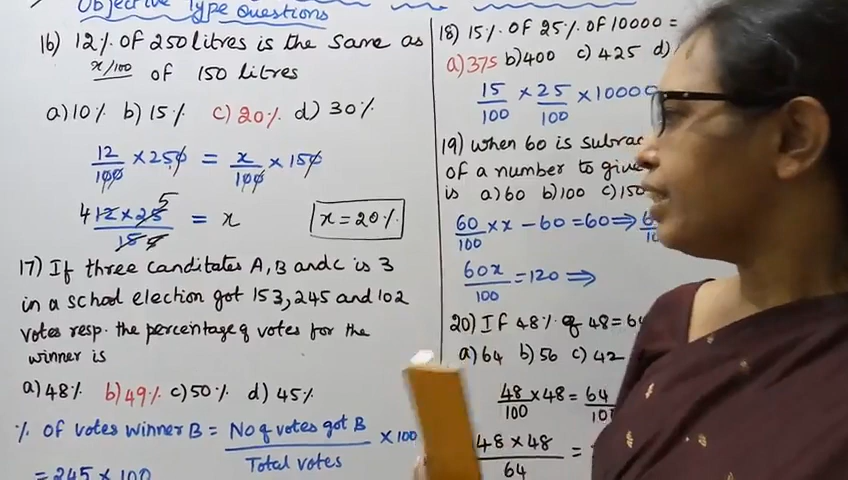 Objective Type Questions
16) 12% OF 250 litres is the same as
x/100 of 150 litres
a) 10% b) 15% c) 20% d) 30%
12/100 × 250 = x/100 × 150
4 12 × 25 5 / 15 = x
x = 20%
17) If three canditates A, B and C is 3
in a school election got 153, 245 and 102
votes resp. the percentage of votes for the
winner is
a) 48% b) 49% c) 50% d) 45%
% OF votes winner B = No of votes got B / Total votes × 100
= 245 × 100
18) 15% OF 25% OF 10000 =
a) 375 b) 400 c) 425 d)
15/100 × 25/100 × 10000
19) when 60 is
of a number to
is a) 60 b) 100 c) 150
60/100 × x - 60 = 60 ⇒
60x/100 = 120 ⇒
20) If 48% of 48 = 64
a) 64 b) 56 c) 42
48/100 × 48 = 64/
48 × 48 / 64 =